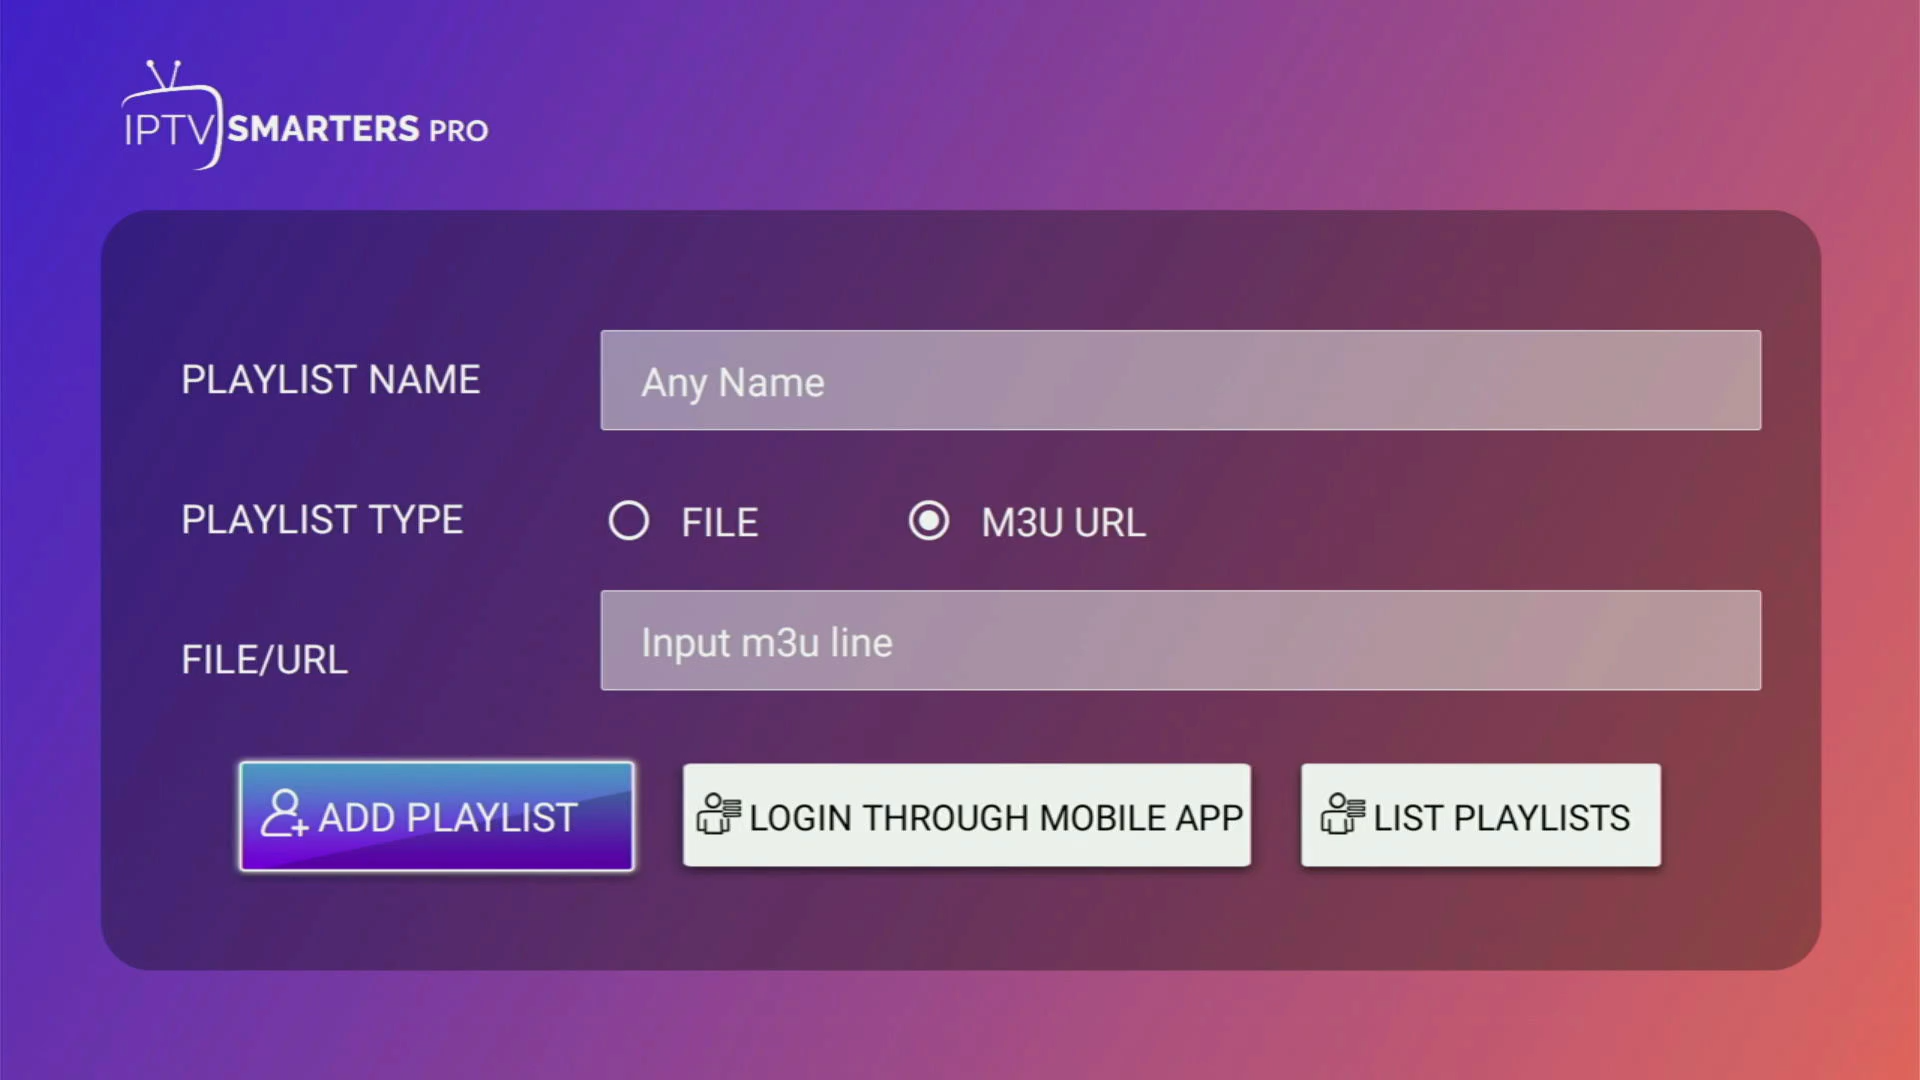 IPTV SMARTERS PRO
PLAYLIST NAME
Any Name
PLAYLIST TYPE
FILE
M3U URL
FILE/URL
Input m3u line
ADD PLAYLIST
LOGIN THROUGH MOBILE APP
LIST PLAYLISTS